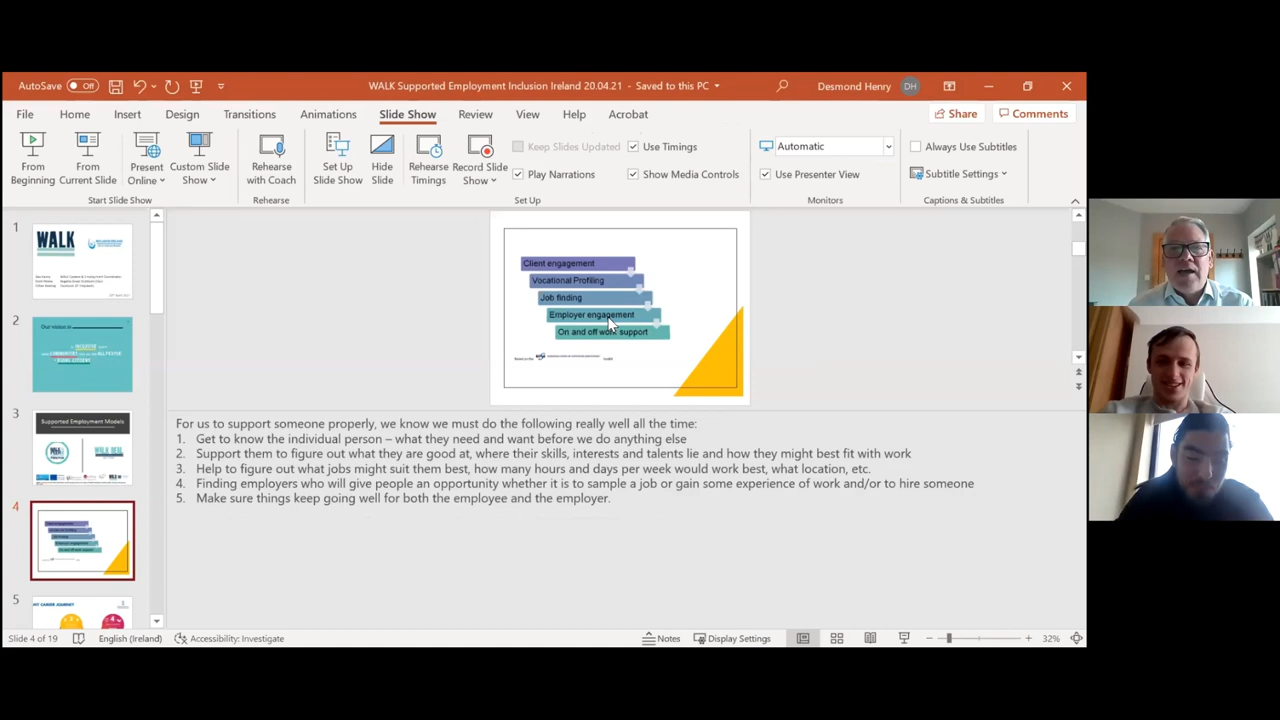 AutoSave Off
WALK Supported Employment Inclusion Ireland 20.04.21 - Saved to this PC
Desmond Henry DH
File Home Insert Design Transitions Animations Slide Show Review View Help Acrobat
Share Comments
From Beginning
From Current Slide
Present Online
Custom Slide Show
Rehearse with Coach
Set Up Slide Show
Hide Slide
Rehearse Timings
Record Slide Show
Keep Slides Updated
Play Narrations
Use Timings
Show Media Controls
Automatic
Use Presenter View
Always Use Subtitles
Subtitle Settings
Start Slide Show
Rehearse
Set Up
Monitors
Captions & Subtitles
1
WALK
2
3
Supported Employment Models
4
5
Client engagement
Vocational Profiling
Job finding
Employer engagement
On and off work support
For us to support someone properly, we know we must do the following really well all the time:
1. Get to know the individual person – what they need and want before we do anything else
2. Support them to figure out what they are good at, where their skills, interests and talents lie and how they might best fit with work
3. Help to figure out what jobs might suit them best, how many hours and days per week would work best, what location, etc.
4. Finding employers who will give people an opportunity whether it is to sample a job or gain some experience of work and/or to hire someone
5. Make sure things keep going well for both the employee and the employer.
Slide 4 of 19
English (Ireland)
Accessibility: Investigate
Notes
Display Settings
32%